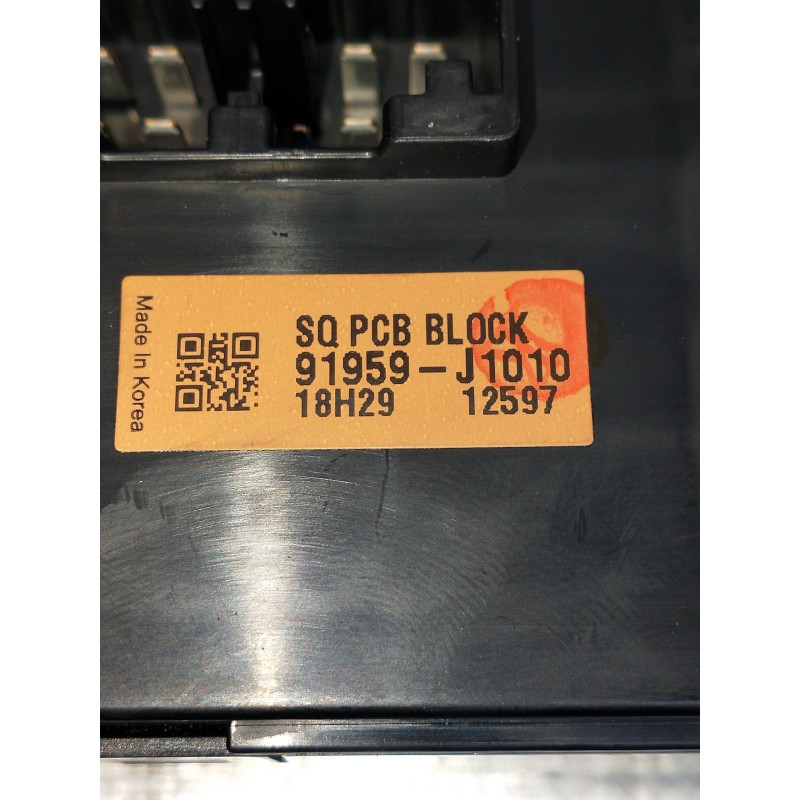 Made In Korea
SQ PCB BLOCK
91959-J1010
18H29 12597